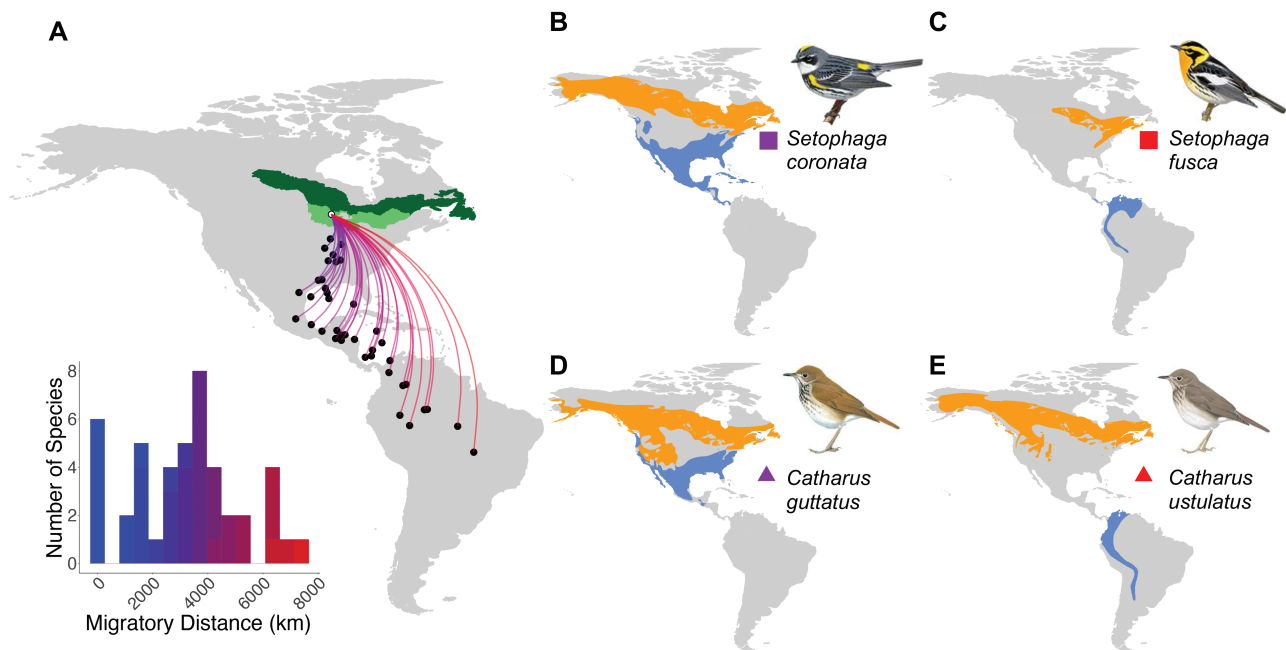 A
B
C
Setophaga
coronata
Setophaga
fusca
D
E
Catharus
guttatus
Catharus
ustulatus
Number of Species
8
6
4
2
0
0
2000
4000
6000
8000
Migratory Distance (km)